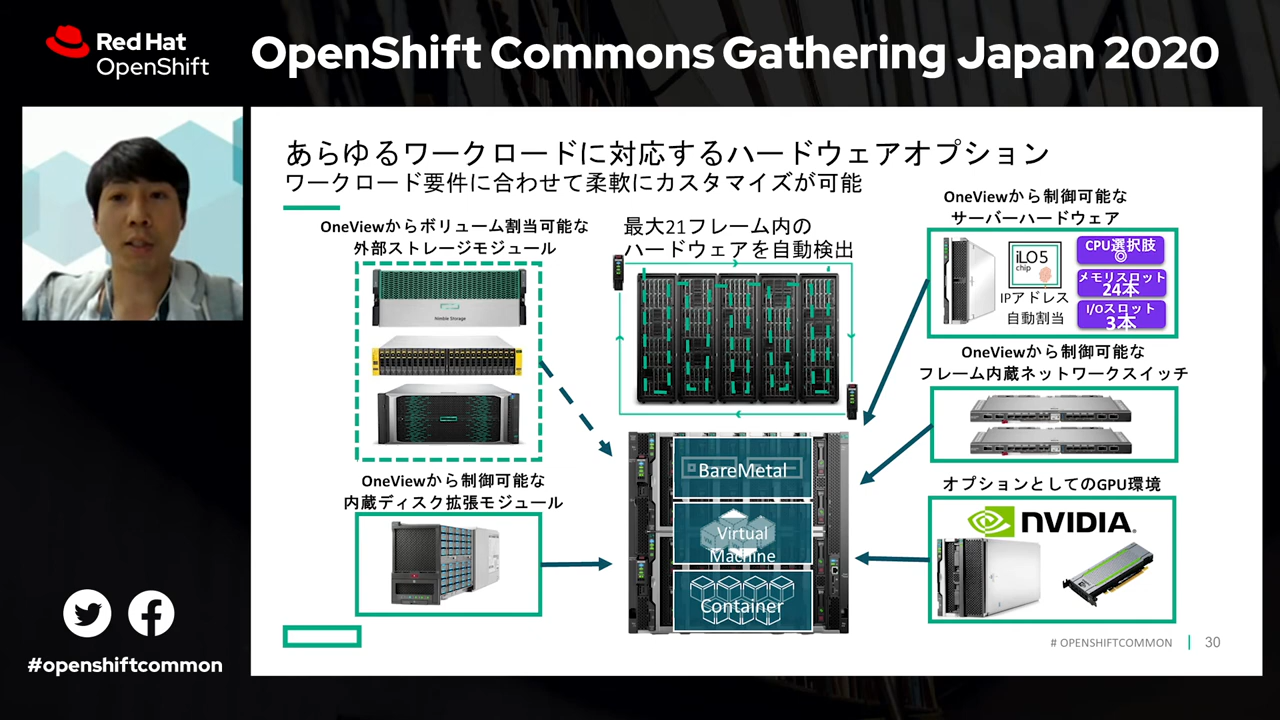 Red Hat
OpenShift
OpenShift Commons Gathering Japan 2020
あらゆるワークロードに対応するハードウェアオプション
ワークロード要件に合わせて柔軟にカスタマイズが可能
OneViewからボリューム割当可能な
外部ストレージモジュール
Nimble Storage
OneViewから制御可能な
内蔵ディスク拡張モジュール
最大21フレーム内の
ハードウェアを自動検出
BareMetal
VM
Virtual
Machine
Container
OneViewから制御可能な
サーバーハードウェア
iLO 5
chip
IPアドレス
自動割当
CPU選択肢
◎
メモリスロット
24本
I/Oスロット
3本
OneViewから制御可能な
フレーム内蔵ネットワークスイッチ
オプションとしてのGPU環境
NVIDIA.
#openshiftcommon
# OPENSHIFTCOMMON
30